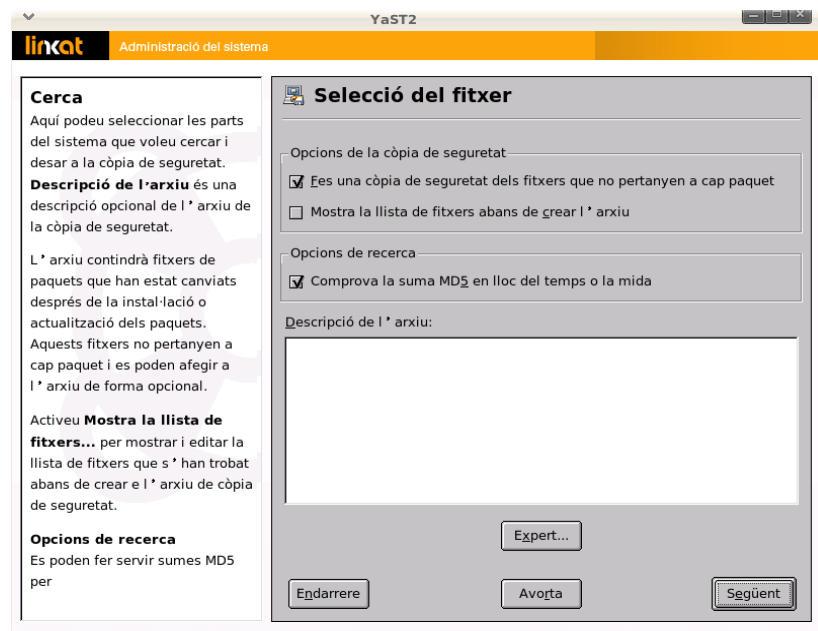 YaST2
linkat
Administració del sistema
Cerca
Aquí podeu seleccionar les parts
del sistema que voleu cercar i
desar a la còpia de seguretat.
Descripció de l’arxiu és una
descripció opcional de l’arxiu de
la còpia de seguretat.
L’arxiu contindrà fitxers de
paquets que han estat canviats
després de la instal·lació o
actualització dels paquets.
Aquests fitxers no pertanyen a
cap paquet i es poden afegir a
l’arxiu de forma opcional.
Activeu Mostra la llista de
fitxers... per mostrar i editar la
llista de fitxers que s’han trobat
abans de crear e l’arxiu de còpia
de seguretat.
Opcions de recerca
Es poden fer servir sumes MD5
per
Selecció del fitxer
Opcions de la còpia de seguretat
Fes una còpia de seguretat dels fitxers que no pertanyen a cap paquet
Mostra la llista de fitxers abans de crear l’arxiu
Opcions de recerca
Comprova la suma MD5 en lloc del temps o la mida
Descripció de l’arxiu:
Expert...
Endarrere
Avorta
Següent